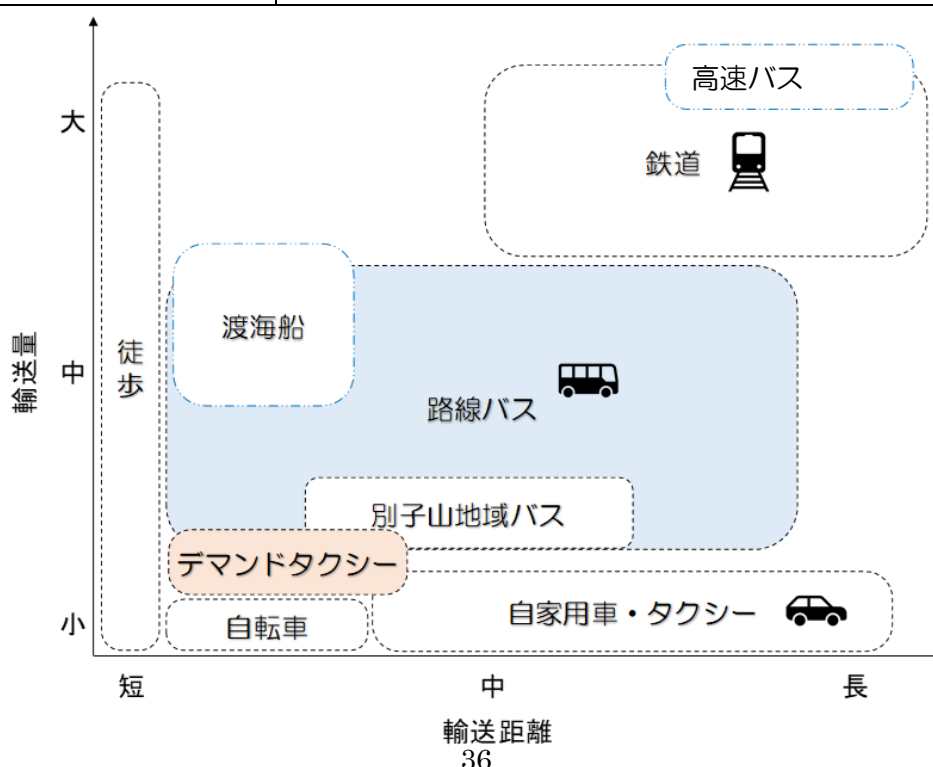 高速バス
大
鉄道
渡海船
輸送量
中
徒歩
路線バス
別子山地域バス
デマンドタクシー
小
自転車
自家用車・タクシー
短
中
長
輸送距離
36